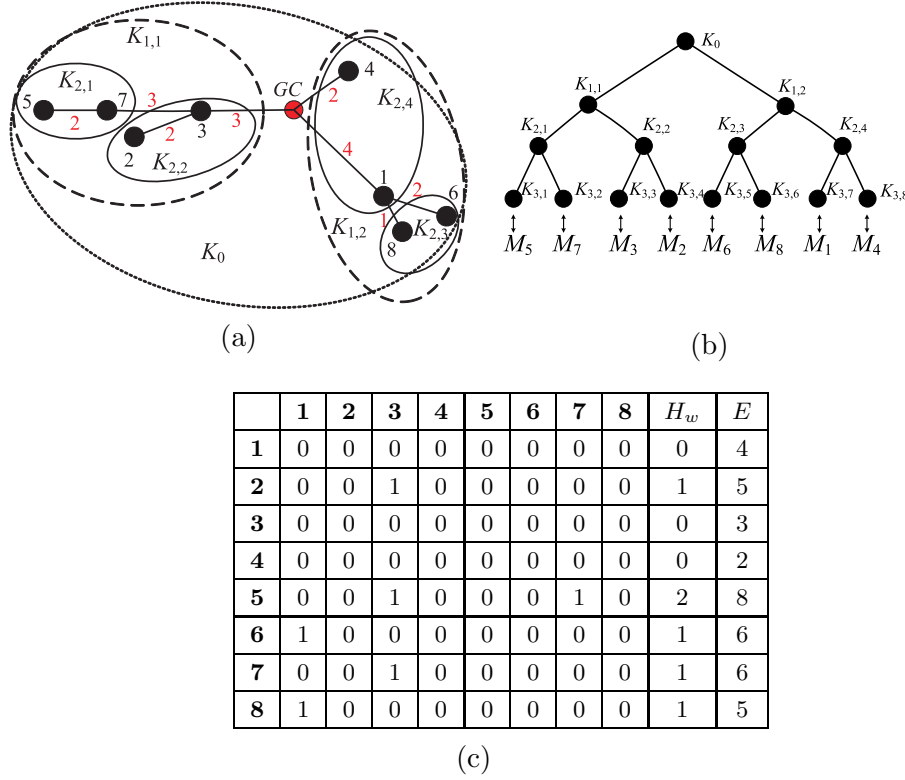 K1,1
K2,1
5
7
2
3
2
2
3
3
K2,2
GC
2
4
K2,4
4
1
2
6
1
8
K1,2
K2,3
K0
(a)
K0
K1,1
K1,2
K2,1
K2,2
K2,3
K2,4
K3,1 K3,2 K3,3 K3,4 K3,5 K3,6 K3,7 K3,8
M5 M7 M3 M2 M6 M8 M1 M4
(b)
1 2 3 4 5 6 7 8 Hw E
1 0 0 0 0 0 0 0 0 0 4
2 0 0 1 0 0 0 0 0 1 5
3 0 0 0 0 0 0 0 0 0 3
4 0 0 0 0 0 0 0 0 0 2
5 0 0 1 0 0 0 1 0 2 8
6 1 0 0 0 0 0 0 0 1 6
7 0 0 1 0 0 0 0 0 1 6
8 1 0 0 0 0 0 0 0 1 5
(c)